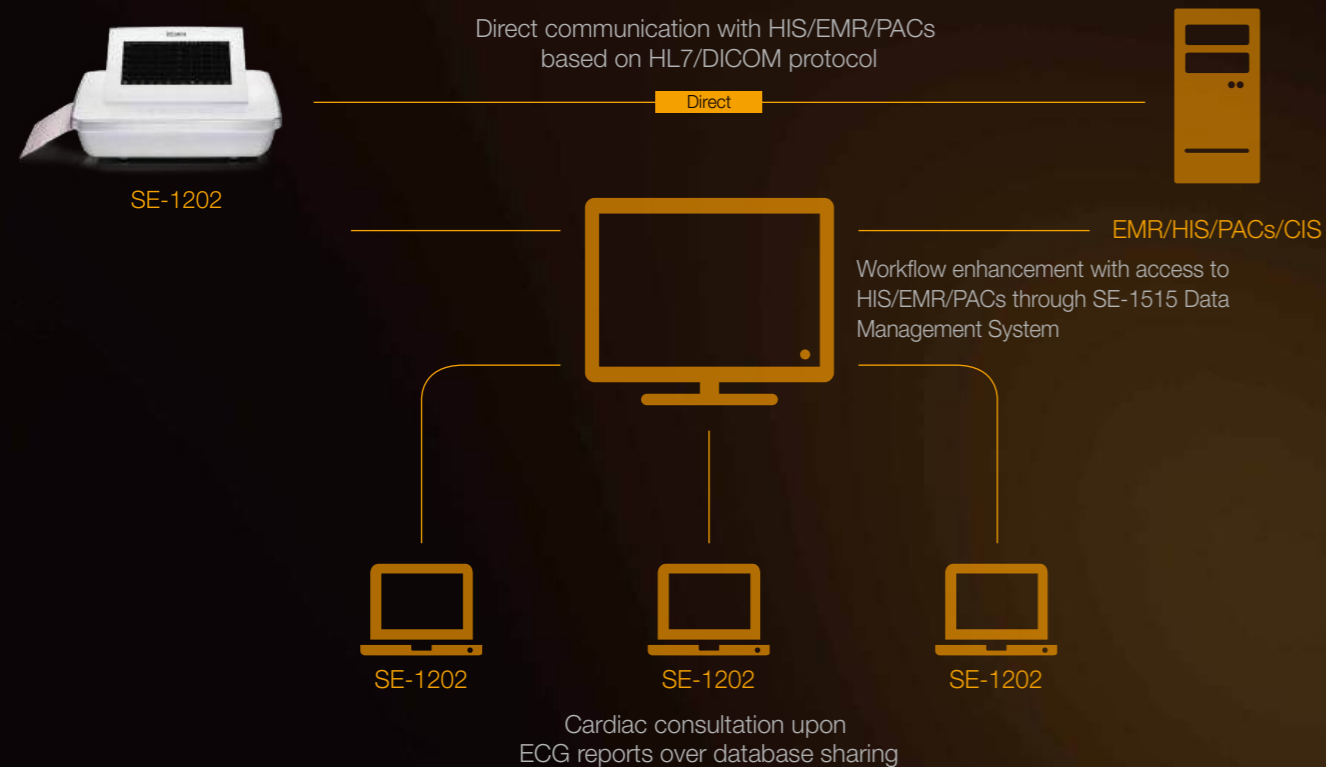 Direct communication with HIS/EMR/PACs
based on HL7/DICOM protocol
Direct
SE-1202
EMR/HIS/PACs/CIS
Workflow enhancement with access to
HIS/EMR/PACs through SE-1515 Data
Management System
SE-1202
SE-1202
SE-1202
Cardiac consultation upon
ECG reports over database sharing